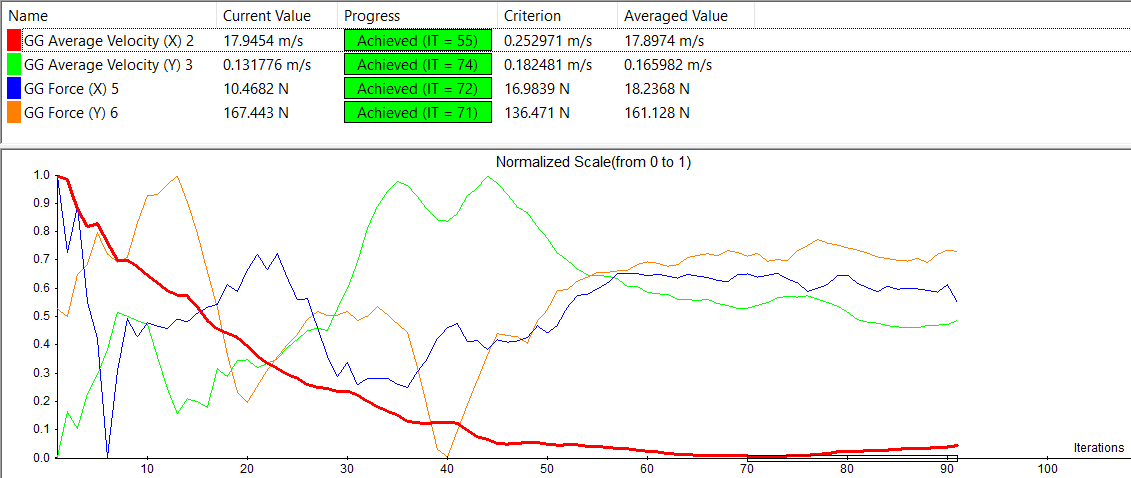 Name Current Value Progress Criterion Averaged Value
GG Average Velocity (X) 2 17.9454 m/s Achieved (IT = 55) 0.252971 m/s 17.8974 m/s
GG Average Velocity (Y) 3 0.131776 m/s Achieved (IT = 74) 0.182481 m/s 0.165982 m/s
GG Force (X) 5 10.4682 N Achieved (IT = 72) 16.9839 N 18.2368 N
GG Force (Y) 6 167.443 N Achieved (IT = 71) 136.471 N 161.128 N
Normalized Scale(from 0 to 1)
1.0
0.9
0.8
0.7
0.6
0.5
0.4
0.3
0.2
0.1
Iterations
0.0
10 20 30 40 50 60 70 80 90 100